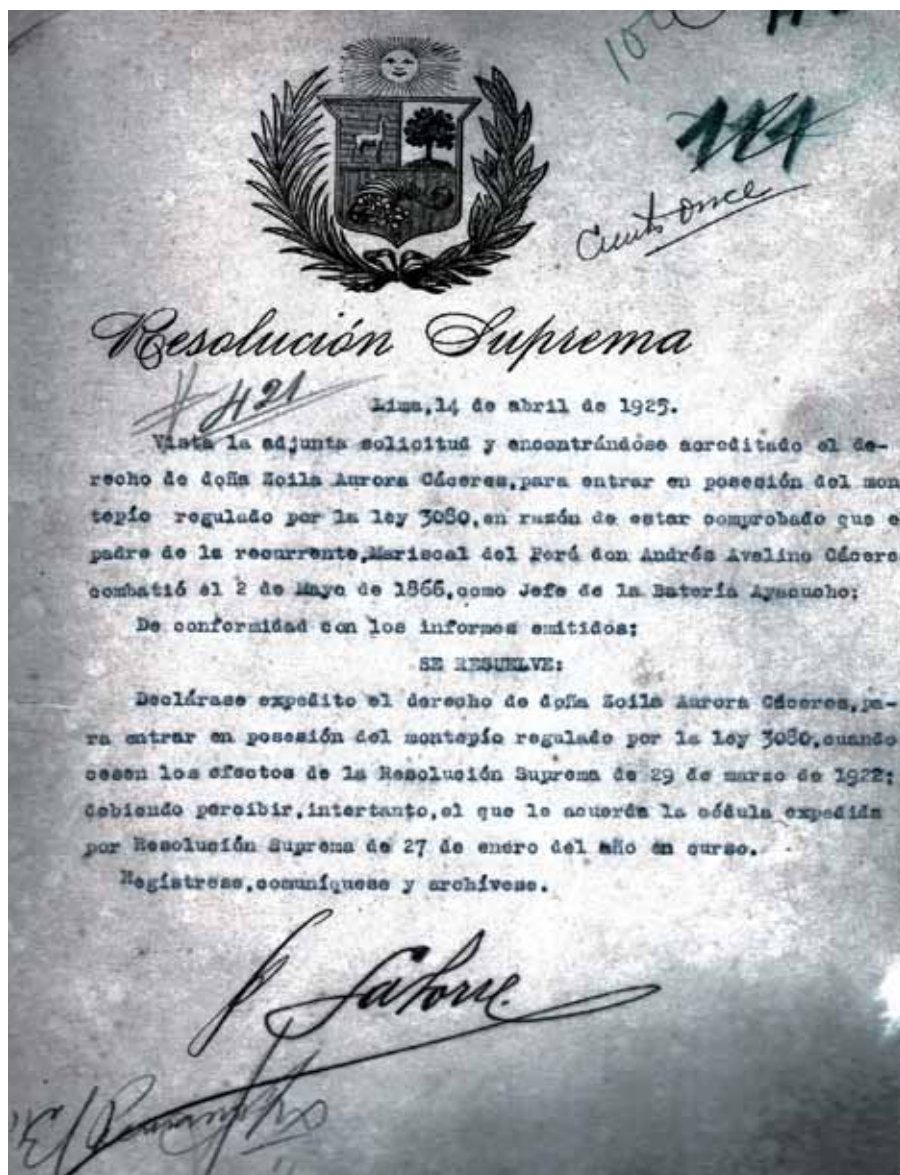 111
Ciento once
Resolución Suprema
# 421
Lima,14 de abril de 1925.
Vista la adjunta solicitud y encontrándose acreditado el de-
recho de doña Zoila Aurora Cáceres,para entrar en posesión del mon
tepío regulado por la ley 3080,en razón de estar comprobado que e
padre de la recurrente,Mariscal del Perú don Andrés Avelino Cácere
combatió el 2 de Mayo de 1866,como Jefe de la Batería Ayacucho;
De conformidad con los informes emitidos;
SE RESUELVE:
Declárase expedito el derecho de doña Zoila Aurora Cáceres,pa-
ra entrar en posesión del montepío regulado por la ley 3080,cuando
cesen los efectos de la Resolución Suprema de 29 de marzo de 1922;
debiendo percibir,intertanto,el que le acuerda la cédula expedida
por Resolución Suprema de 27 de enero del año en curso.
Regístrese,comuníquese y archívese.